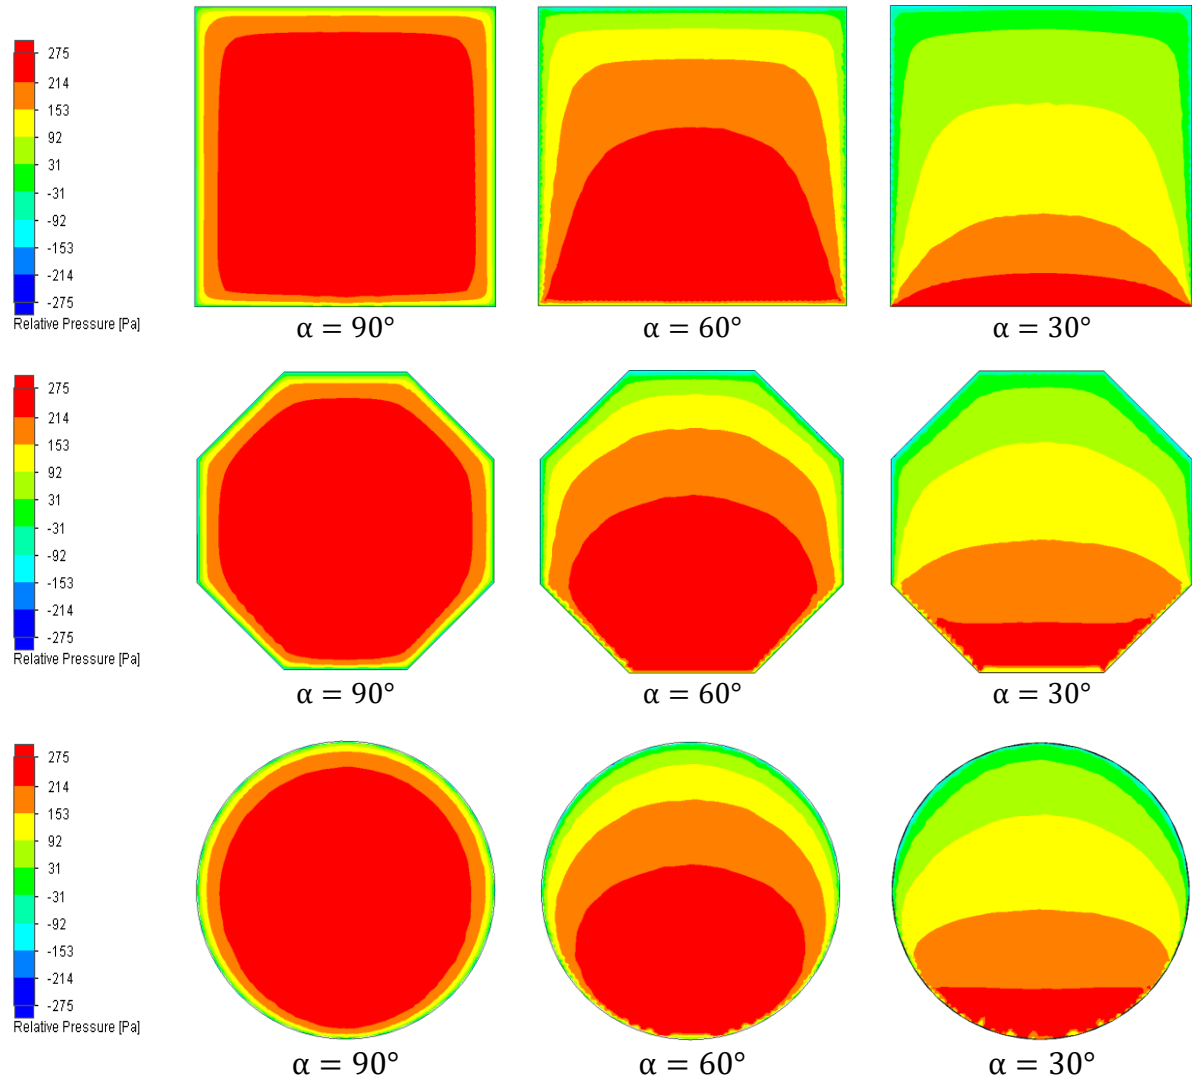 275
214
153
92
31
-31
-92
-153
-214
-275
Relative Pressure [Pa]
α = 90°
α = 60°
α = 30°
275
214
153
92
31
-31
-92
-153
-214
-275
Relative Pressure [Pa]
α = 90°
α = 60°
α = 30°
275
214
153
92
31
-31
-92
-153
-214
-275
Relative Pressure [Pa]
α = 90°
α = 60°
α = 30°